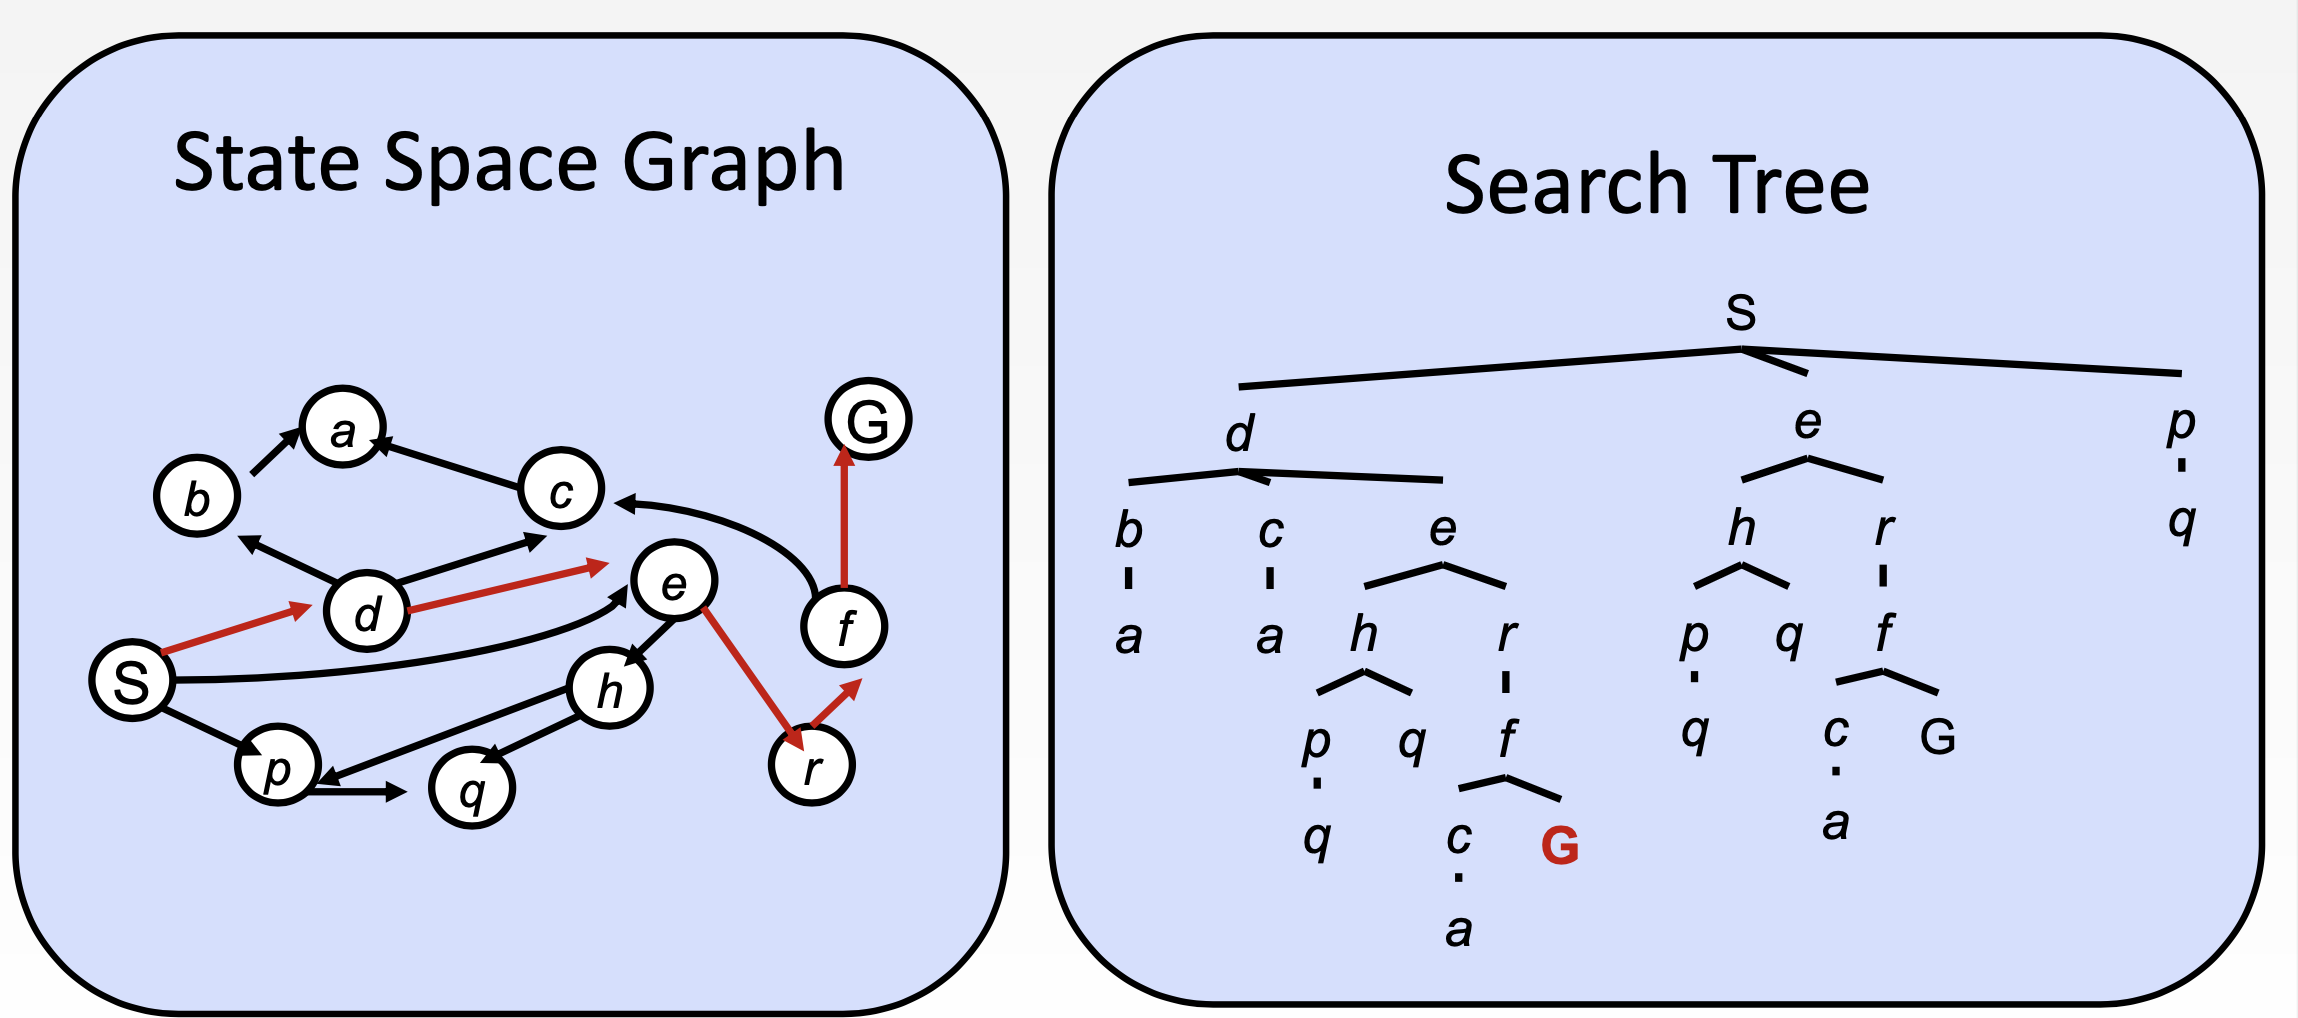 State Space Graph
a
G
b
c
d
e
f
S
h
p
q
r
Search Tree
S
d e p
b c e h r q
a a h r p q f
p q f q c G
q c G a
a